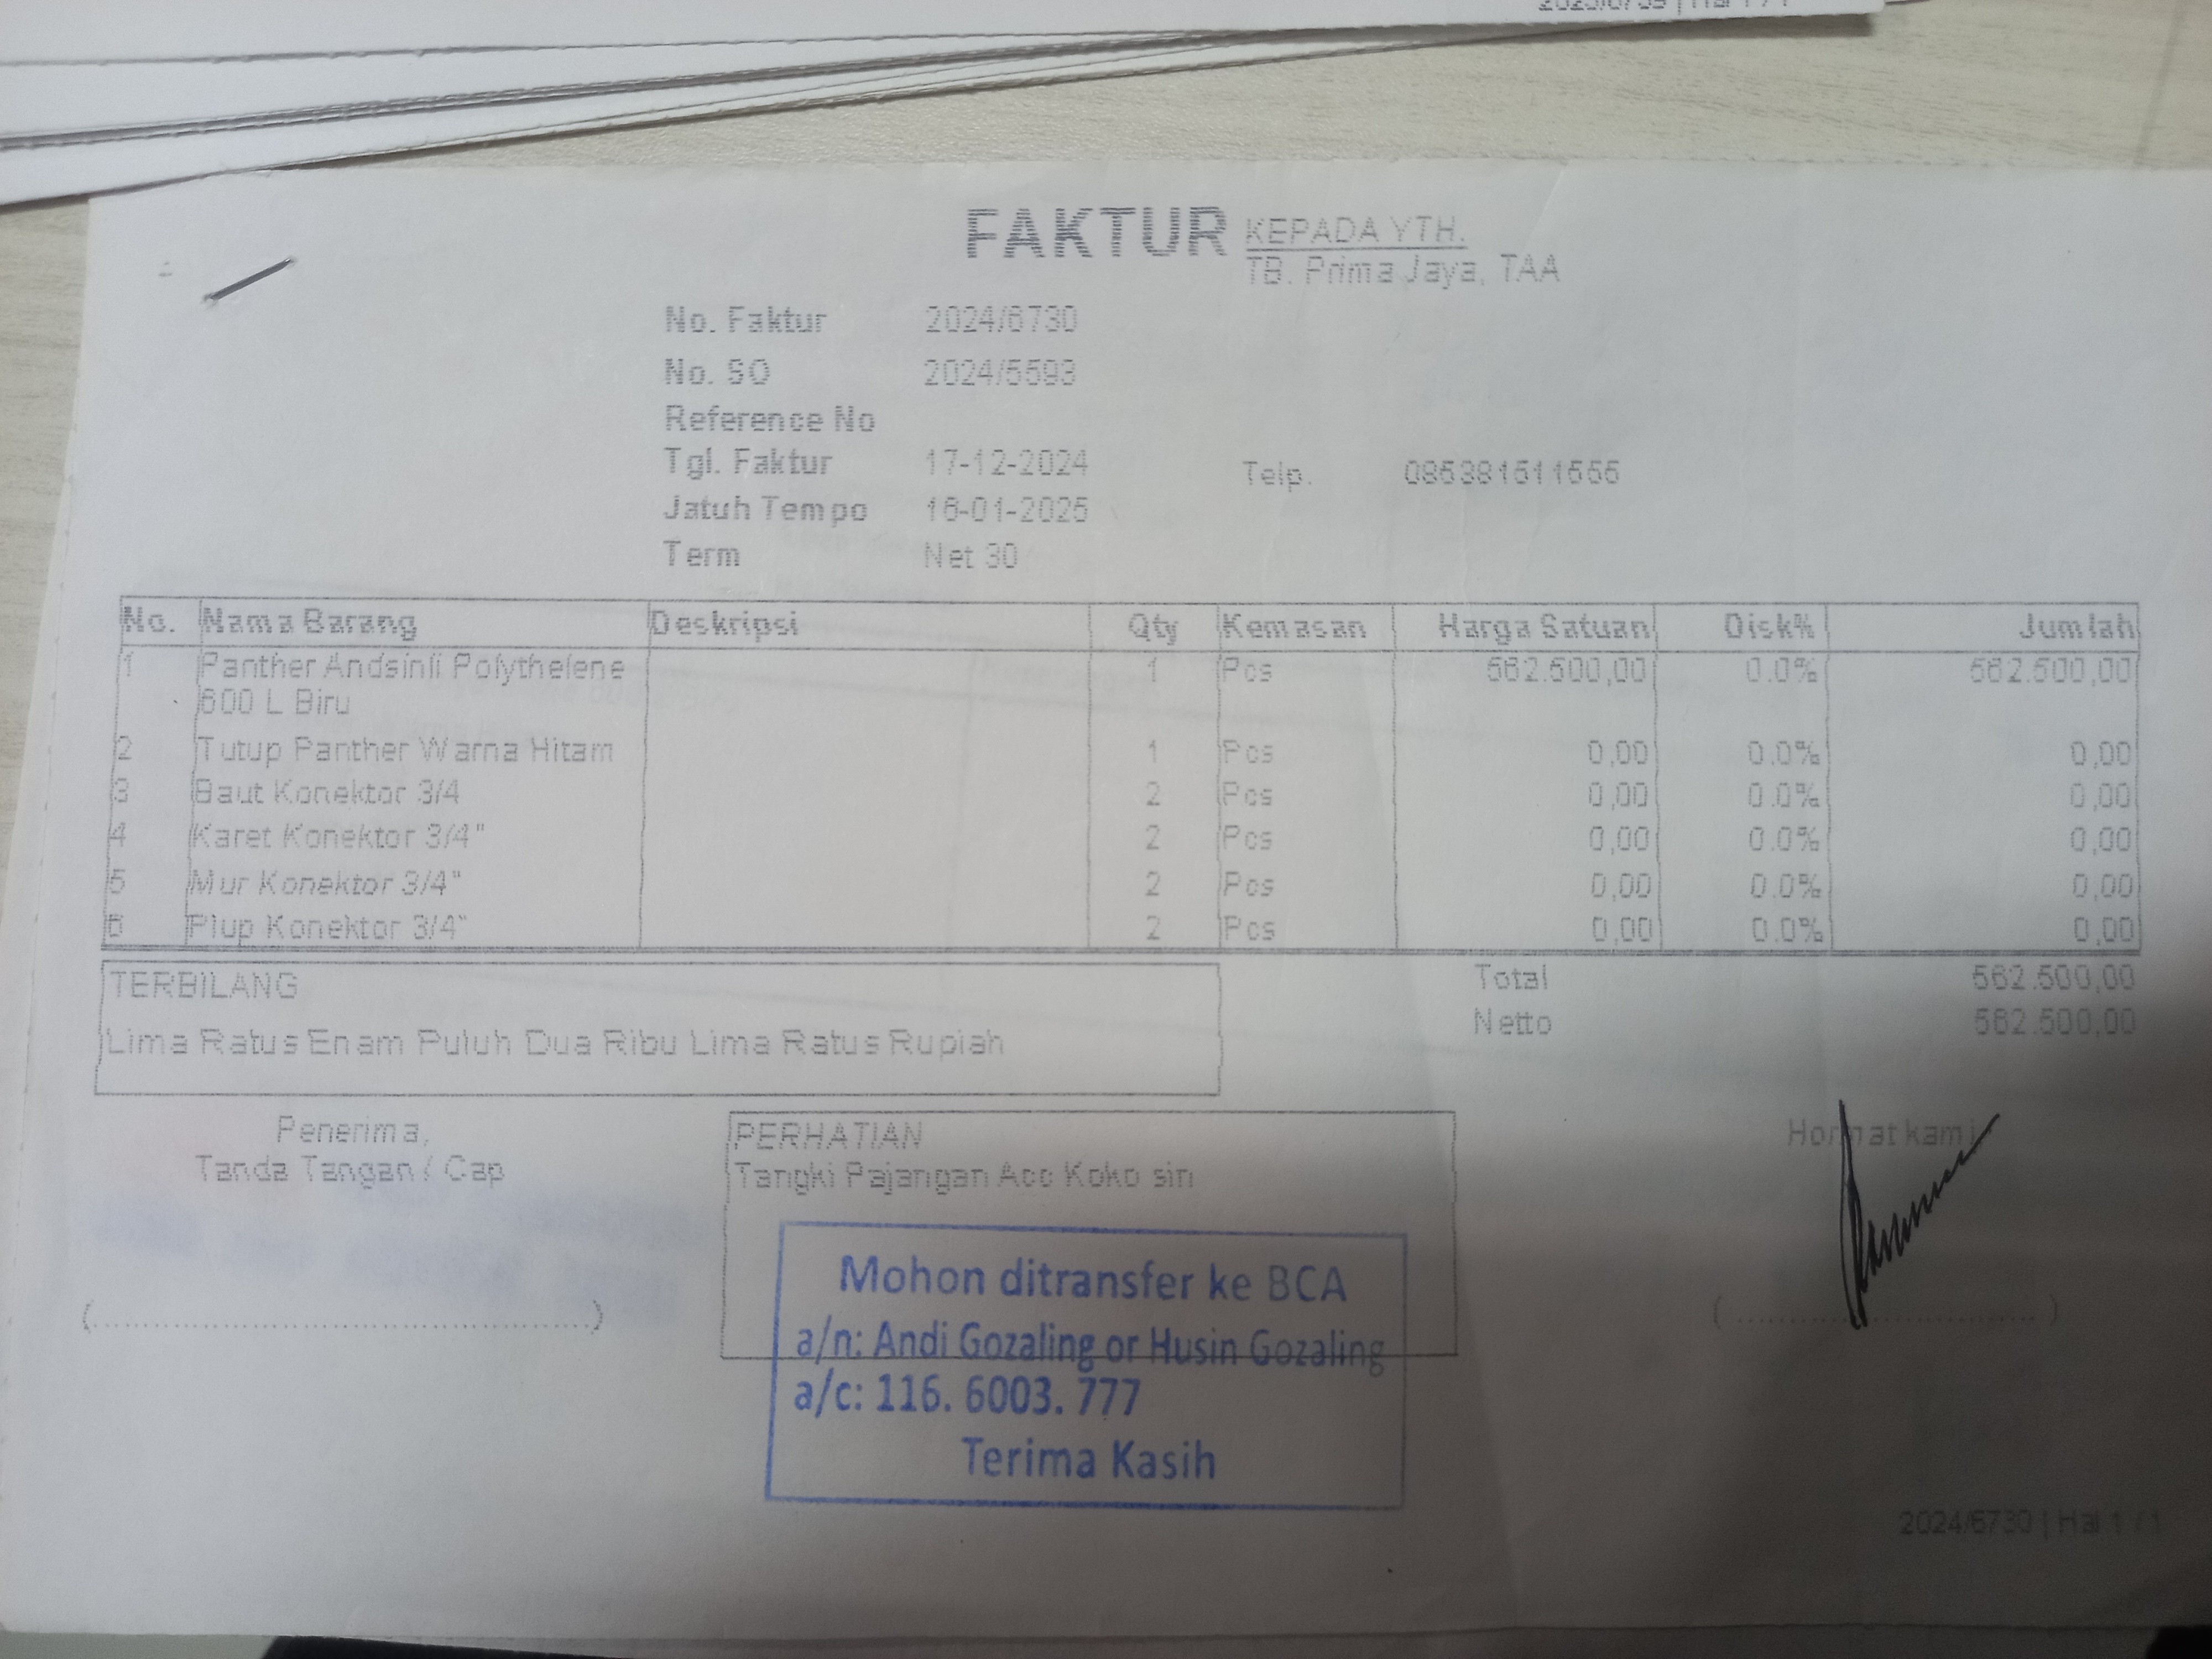 FAKTUR
KEPADA YTH.
TB. Prima Jaya, TAA
No. Faktur 2024/6730
No. SO 2024/5593
Reference No
Tgl. Faktur 17-12-2024
Telp. 085381511555
Jatuh Tempo 16-01-2025
Term Net 30
No. Nama Barang Deskripsi Qty Kemasan Harga Satuan Disk% Jumlah
1 Panther Andsinli Polythelene 1 Pcs 562.500,00 0.0% 562.500,00
600 L Biru
2 Tutup Panther Warna Hitam 1 Pcs 0,00 0.0% 0,00
3 Baut Konektor 3/4 2 Pcs 0,00 0.0% 0,00
4 Karet Konektor 3/4" 2 Pcs 0,00 0.0% 0,00
5 Mur Konektor 3/4" 2 Pcs 0,00 0.0% 0,00
6 Plup Konektor 3/4" 2 Pcs 0,00 0.0% 0,00
TERBILANG
Lima Ratus Enam Puluh Dua Ribu Lima Ratus Rupiah
Total 562.500,00
Netto 562.500,00
Penerima,
Tanda Tangan / Cap
PERHATIAN
Tangki Pajangan Acc Koko sin
Hormat kami
Mohon ditransfer ke BCA
a/n: Andi Gozaling or Husin Gozaling
a/c: 116. 6003. 777
Terima Kasih
2024/6730 | Hal 1 / 1